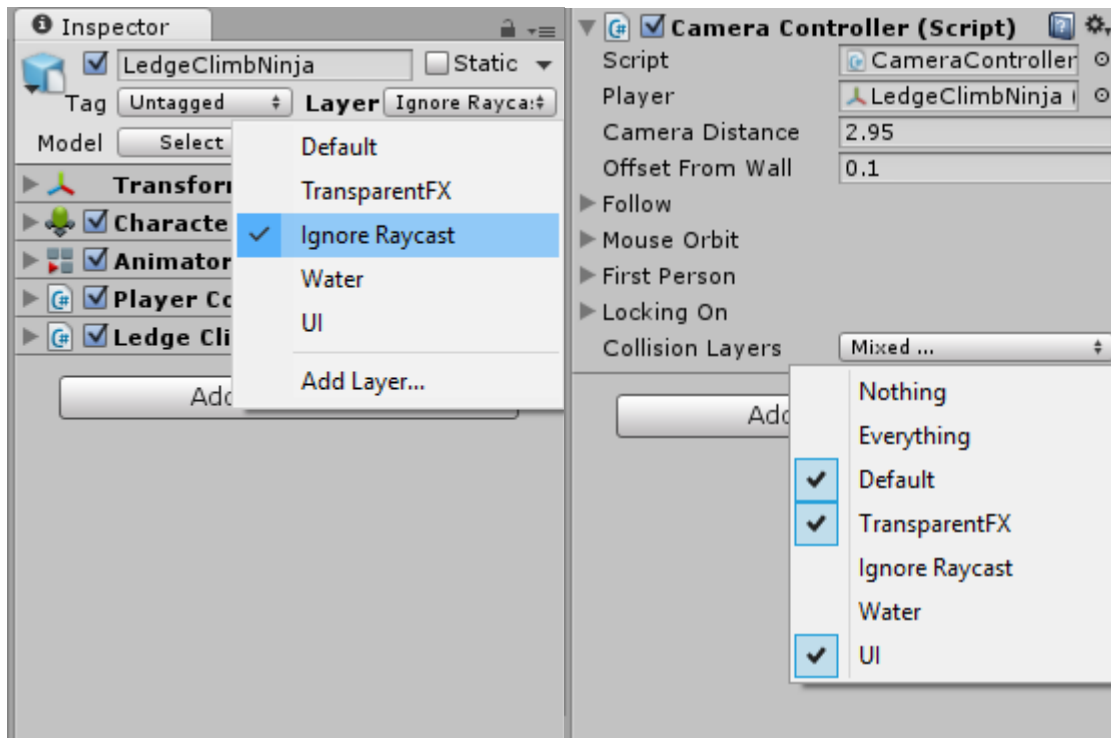 Inspector
LedgeClimbNinja Static
Tag Untagged Layer Ignore Rayca
Model Select
Default
TransparentFX
Ignore Raycast
Water
UI
Add Layer...
Transfor
Characte
Animator
Player Co
Ledge Cli
Add
Camera Controller (Script)
Script CameraController
Player LedgeClimbNinja (
Camera Distance 2.95
Offset From Wall 0.1
Follow
Mouse Orbit
First Person
Locking On
Collision Layers Mixed ...
Add
Nothing
Everything
Default
TransparentFX
Ignore Raycast
Water
UI